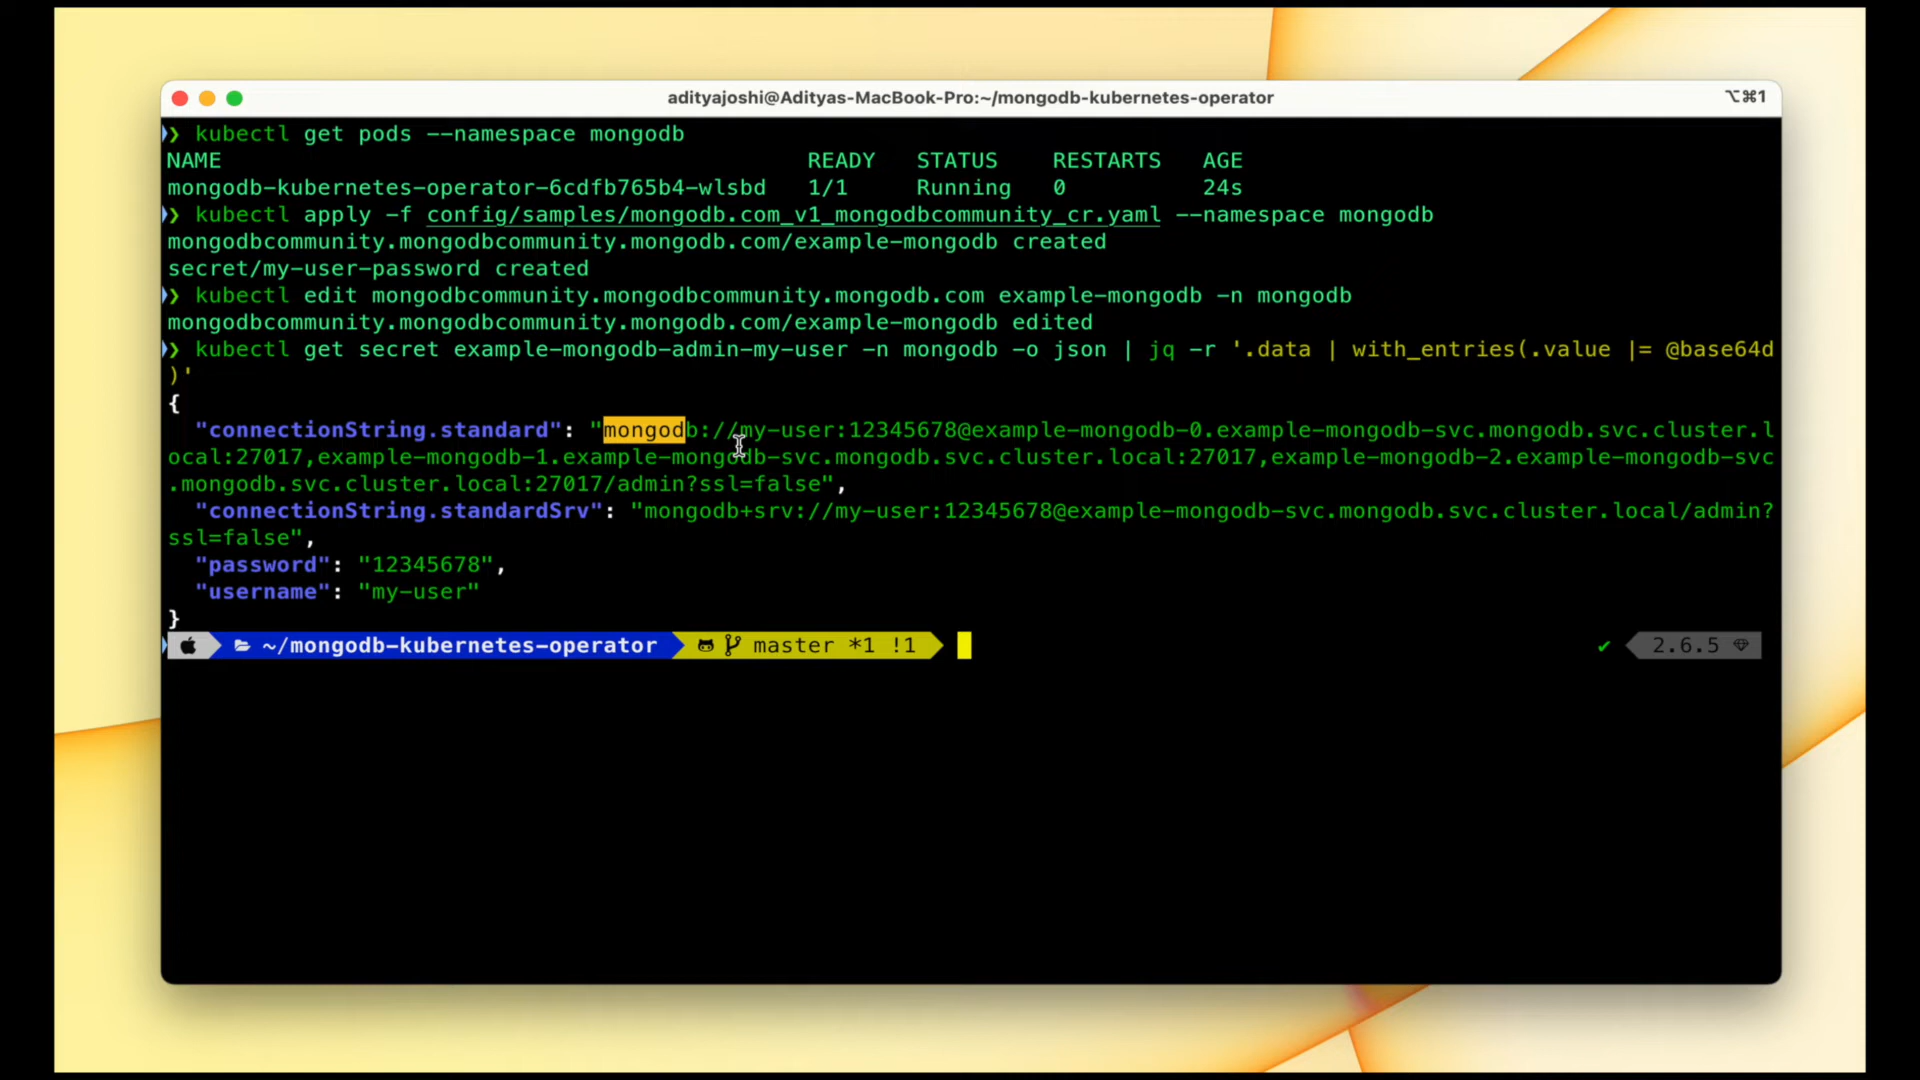 adityajoshi@Adityas-MacBook-Pro:~/mongodb-kubernetes-operator
⌥⌘1
❯ kubectl get pods --namespace mongodb
NAME READY STATUS RESTARTS AGE
mongodb-kubernetes-operator-6cdfb765b4-wlsbd 1/1 Running 0 24s
❯ kubectl apply -f config/samples/mongodb.com_v1_mongodbcommunity_cr.yaml --namespace mongodb
mongodbcommunity.mongodbcommunity.mongodb.com/example-mongodb created
secret/my-user-password created
❯ kubectl edit mongodbcommunity.mongodbcommunity.mongodb.com example-mongodb -n mongodb
mongodbcommunity.mongodbcommunity.mongodb.com/example-mongodb edited
❯ kubectl get secret example-mongodb-admin-my-user -n mongodb -o json | jq -r '.data | with_entries(.value |= @base64d
)'
{
"connectionString.standard": "mongodb://my-user:12345678@example-mongodb-0.example-mongodb-svc.mongodb.svc.cluster.l
ocal:27017,example-mongodb-1.example-mongodb-svc.mongodb.svc.cluster.local:27017,example-mongodb-2.example-mongodb-svc
.mongodb.svc.cluster.local:27017/admin?ssl=false",
"connectionString.standardSrv": "mongodb+srv://my-user:12345678@example-mongodb-svc.mongodb.svc.cluster.local/admin?
ssl=false",
"password": "12345678",
"username": "my-user"
}
~/mongodb-kubernetes-operator master *1 !1 ✔ 2.6.5